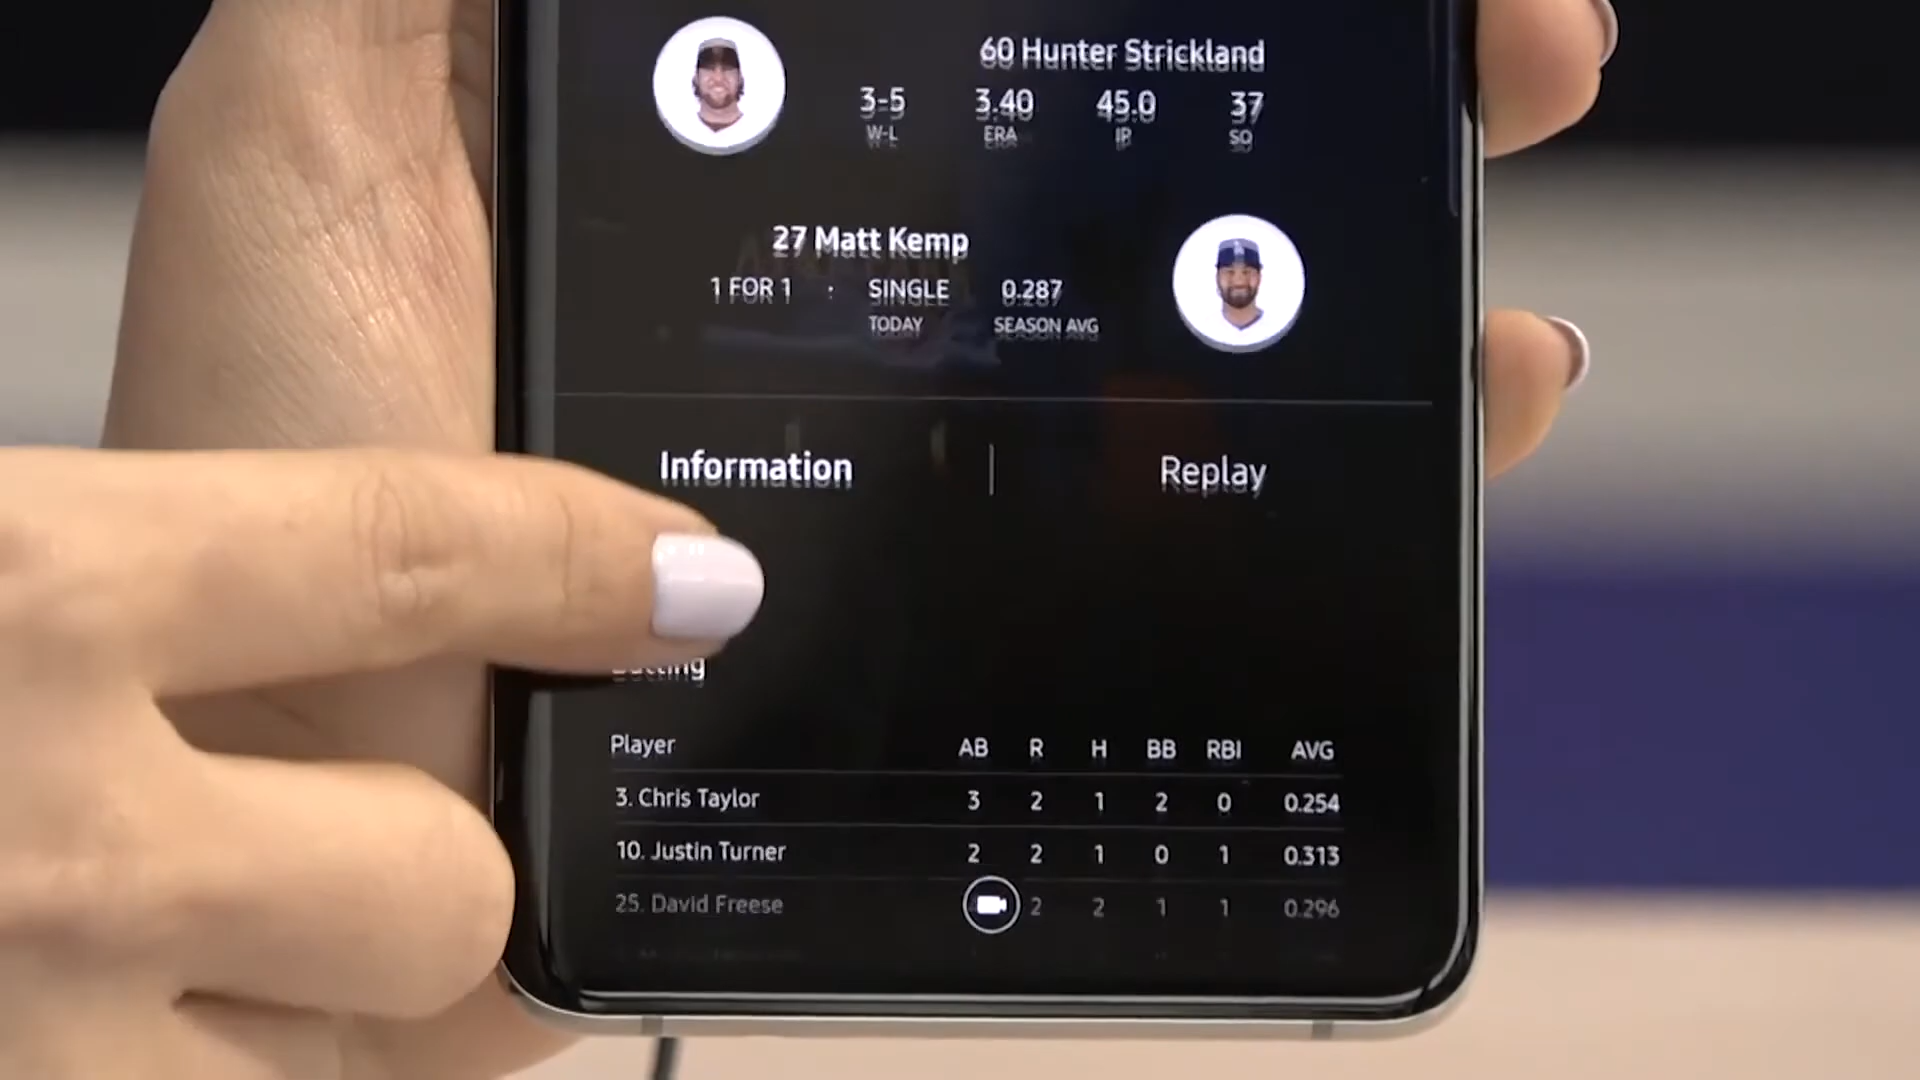 60 Hunter Strickland
3-5 3.40 45.0 37
W-L ERA IP SO
27 Matt Kemp
1 FOR 1 : SINGLE 0.287
TODAY SEASON AVG
Information | Replay
Batting
Player AB R H BB RBI AVG
3. Chris Taylor 3 2 1 2 0 0.254
10. Justin Turner 2 2 1 0 1 0.313
25. David Freese 2 2 1 1 0.296